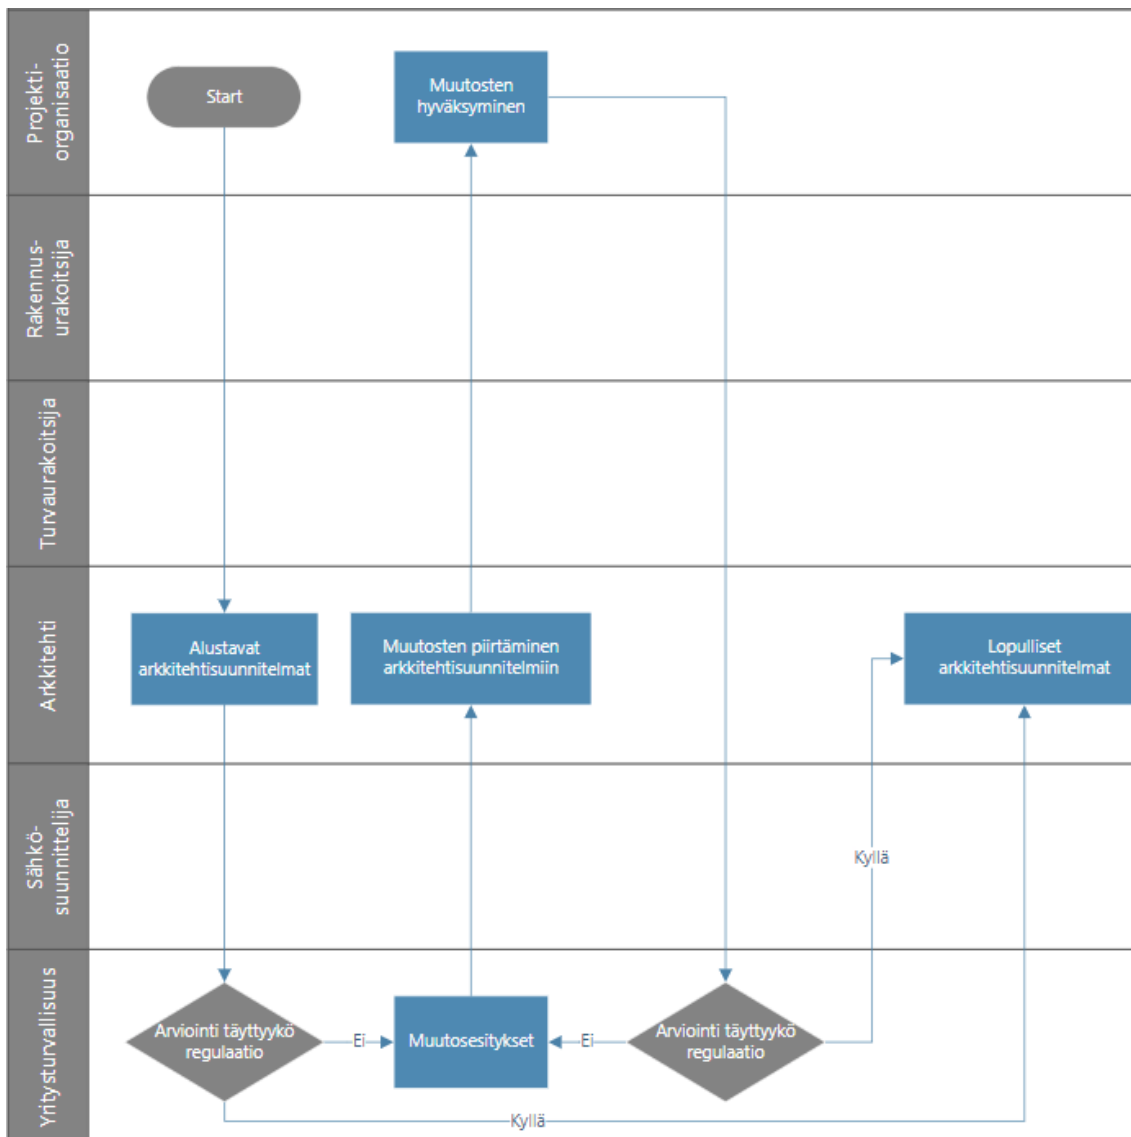 Projekti-
organisaatio
Start
Muutosten
hyväksyminen
Rakennus-
urakoitsija
Turvaurakoitsija
Arkkitehti
Alustavat
arkkitehtisuunnitelmat
Muutosten piirtäminen
arkkitehtisuunnitelmiin
Lopulliset
arkkitehtisuunnitelmat
Sähkö-
suunnittelija
Kyllä
Yritysturvallisuus
Arviointi täyttyykö
regulaatio
Ei
Muutosesitykset
Ei
Arviointi täyttyykö
regulaatio
Kyllä